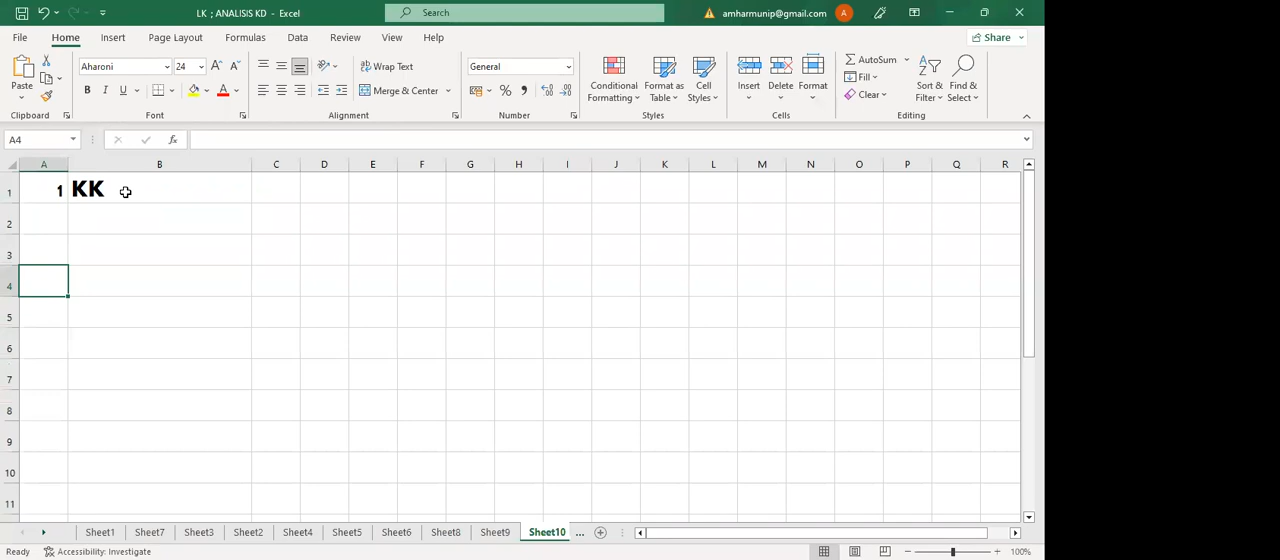 LK ; ANALISIS KD - Excel
Search
amharmunip@gmail.com
A
File Home Insert Page Layout Formulas Data Review View Help
Share
Paste
Clipboard
Aharoni 24 A A
B I U A
Font
ab Wrap Text
Merge & Center
Alignment
General
% ,
Number
Conditional Formatting
Format as Table
Cell Styles
Styles
Insert
Delete
Format
Cells
AutoSum
Fill
Clear
Sort & Filter
Find & Select
Editing
A4
fx
A B C D E F G H I J K L M N O P Q R
1 1 KK
2
3
4
5
6
7
8
9
10
11
Sheet1 Sheet7 Sheet3 Sheet2 Sheet4 Sheet5 Sheet6 Sheet8 Sheet9 Sheet10 ...
Ready Accessibility: Investigate
100%